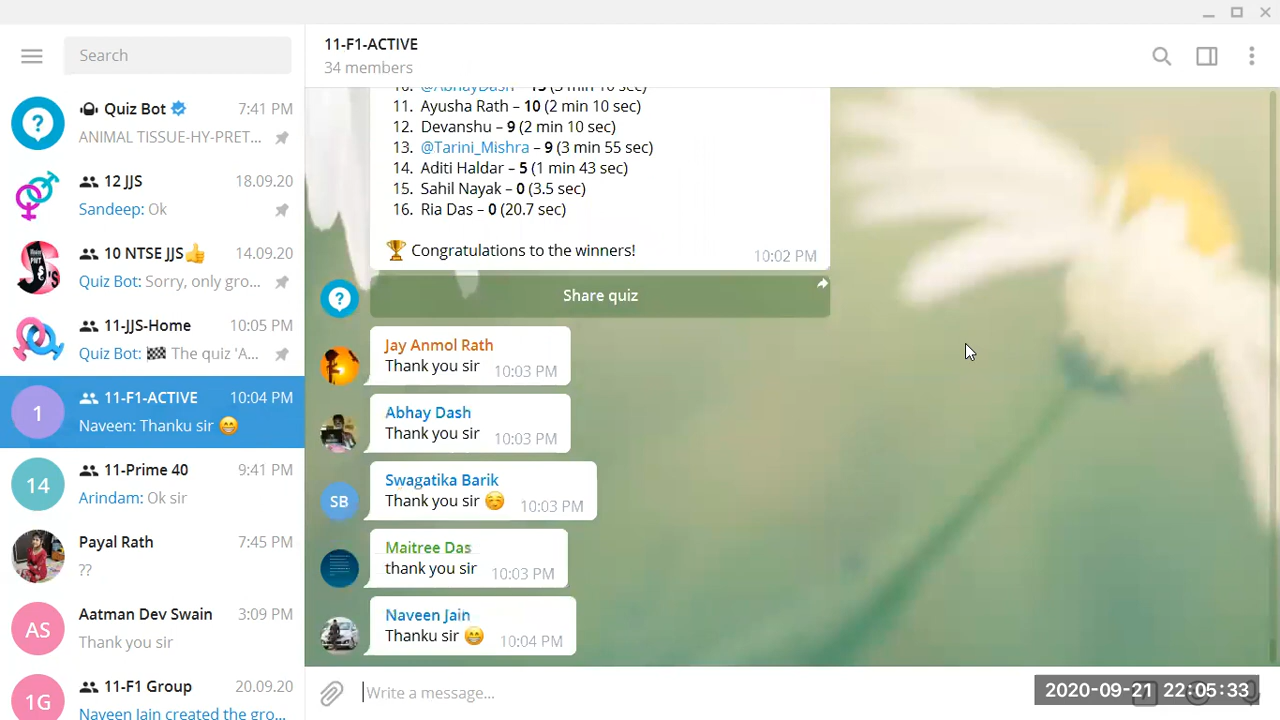 Search
Quiz Bot 7:41 PM
ANIMAL TISSUE-HY-PRET...
12 JJS 18.09.20
Sandeep: Ok
10 NTSE JJS👍 14.09.20
Quiz Bot: Sorry, only gro...
11-JJS-Home 10:05 PM
Quiz Bot: 🏁 The quiz 'A...
1
11-F1-ACTIVE 10:04 PM
Naveen: Thanku sir 😁
14
11-Prime 40 9:41 PM
Arindam: Ok sir
Payal Rath 7:45 PM
??
AS
Aatman Dev Swain 3:09 PM
Thank you sir
1G
11-F1 Group 20.09.20
Naveen Jain created the gro...
11-F1-ACTIVE
34 members
10. @AbhayDash – 13 (3 min 10 sec)
11. Ayusha Rath – 10 (2 min 10 sec)
12. Devanshu – 9 (2 min 10 sec)
13. @Tarini_Mishra – 9 (3 min 55 sec)
14. Aditi Haldar – 5 (1 min 43 sec)
15. Sahil Nayak – 0 (3.5 sec)
16. Ria Das – 0 (20.7 sec)
🏆 Congratulations to the winners!
10:02 PM
Share quiz
Jay Anmol Rath
Thank you sir 10:03 PM
Abhay Dash
Thank you sir 10:03 PM
SB
Swagatika Barik
Thank you sir ☺️ 10:03 PM
Maitree Das
thank you sir 10:03 PM
Naveen Jain
Thanku sir 😁 10:04 PM
Write a message...
2020-09-21 22:05:33